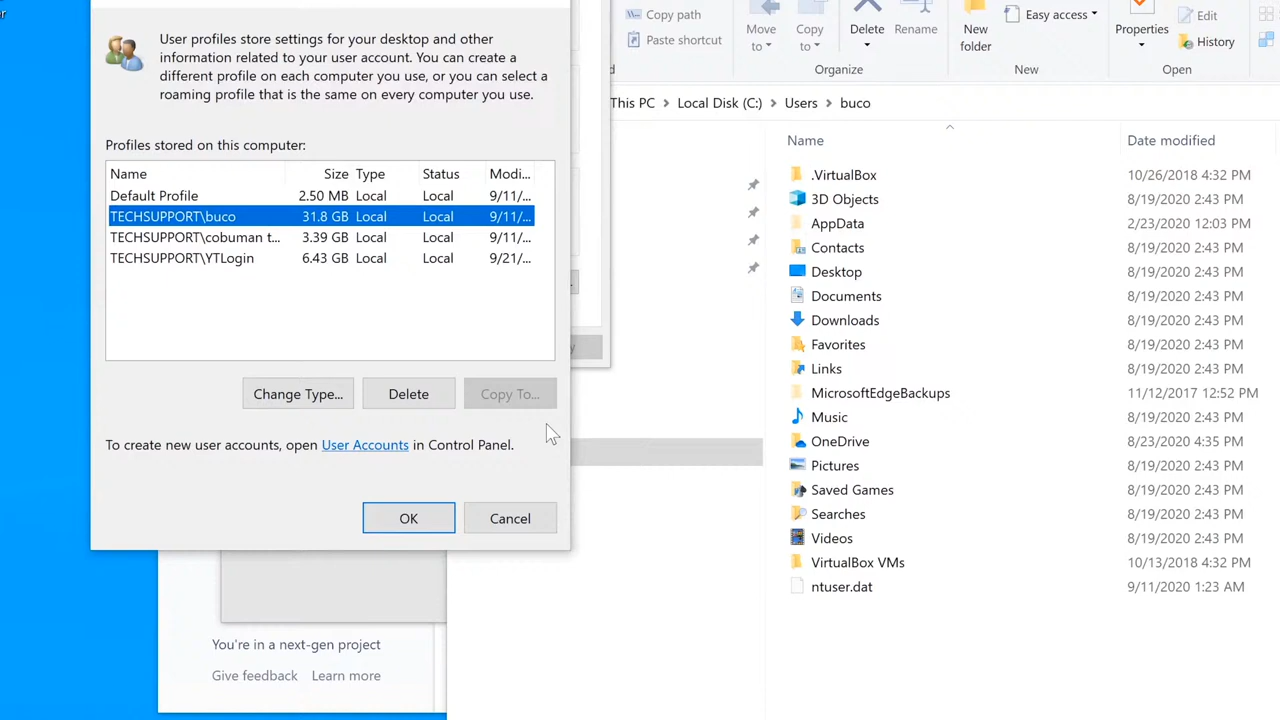 er
User profiles store settings for your desktop and other
information related to your user account. You can create a
different profile on each computer you use, or you can select a
roaming profile that is the same on every computer you use.
Profiles stored on this computer:
Name Size Type Status Modi...
Default Profile 2.50 MB Local Local 9/11/...
TECHSUPPORT\buco 31.8 GB Local Local 9/11/...
TECHSUPPORT\cobuman t... 3.39 GB Local Local 9/11/...
TECHSUPPORT\YTLogin 6.43 GB Local Local 9/21/...
Change Type... Delete Copy To...
To create new user accounts, open User Accounts in Control Panel.
OK Cancel
You're in a next-gen project
Give feedback Learn more
Copy path
Paste shortcut
Move
to
Copy
to
Delete
Rename
Organize
New
folder
Easy access
New
Properties
Edit
History
Open
This PC > Local Disk (C:) > Users > buco
Name Date modified
.VirtualBox 10/26/2018 4:32 PM
3D Objects 8/19/2020 2:43 PM
AppData 2/23/2020 12:03 PM
Contacts 8/19/2020 2:43 PM
Desktop 8/19/2020 2:43 PM
Documents 8/19/2020 2:43 PM
Downloads 8/19/2020 2:43 PM
Favorites 8/19/2020 2:43 PM
Links 8/19/2020 2:43 PM
MicrosoftEdgeBackups 11/12/2017 12:52 PM
Music 8/19/2020 2:43 PM
OneDrive 8/23/2020 4:35 PM
Pictures 8/19/2020 2:43 PM
Saved Games 8/19/2020 2:43 PM
Searches 8/19/2020 2:43 PM
Videos 8/19/2020 2:43 PM
VirtualBox VMs 10/13/2018 4:32 PM
ntuser.dat 9/11/2020 1:23 AM